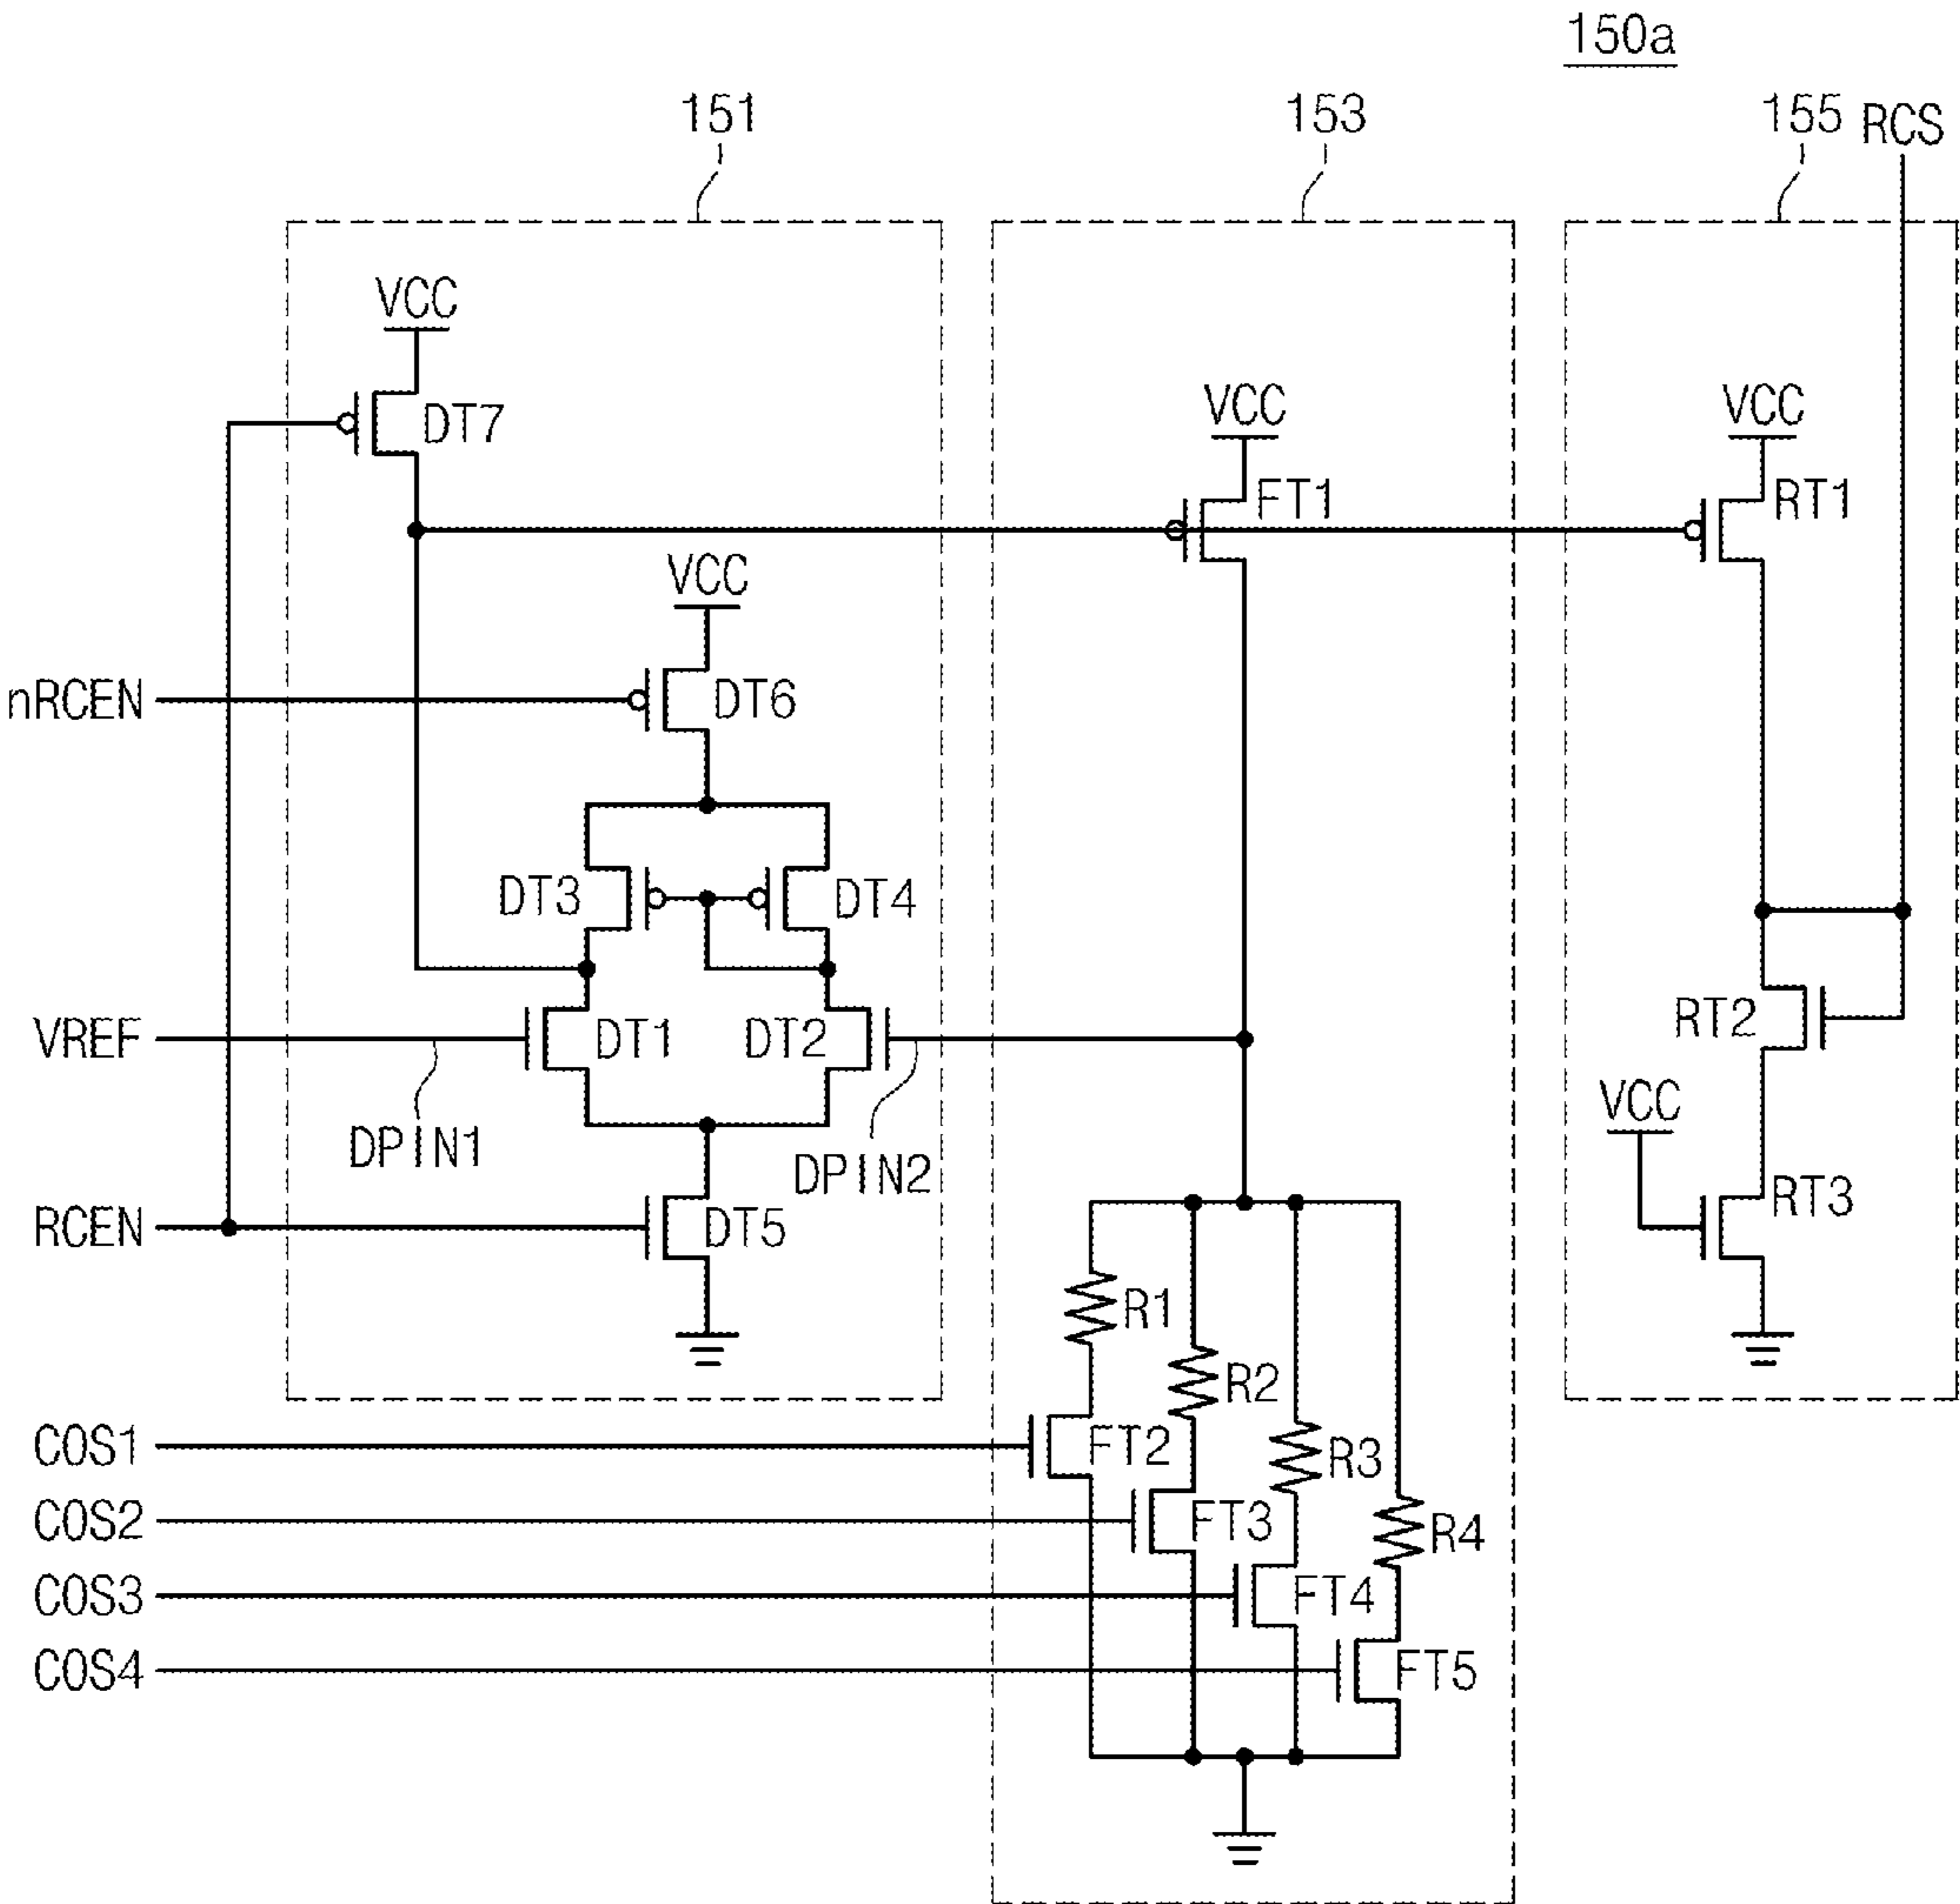 150a
151
153
155
RCS
VCC
DT7
VCC
FT1
VCC
RT1
VCC
nRCEN
DT6
DT3
DT4
VREF
DT1
DT2
RT2
DPIN1
DPIN2
VCC
RCEN
DT5
RT3
R1
R2
COS1
FT2
R3
COS2
FT3
R4
COS3
FT4
COS4
FT5